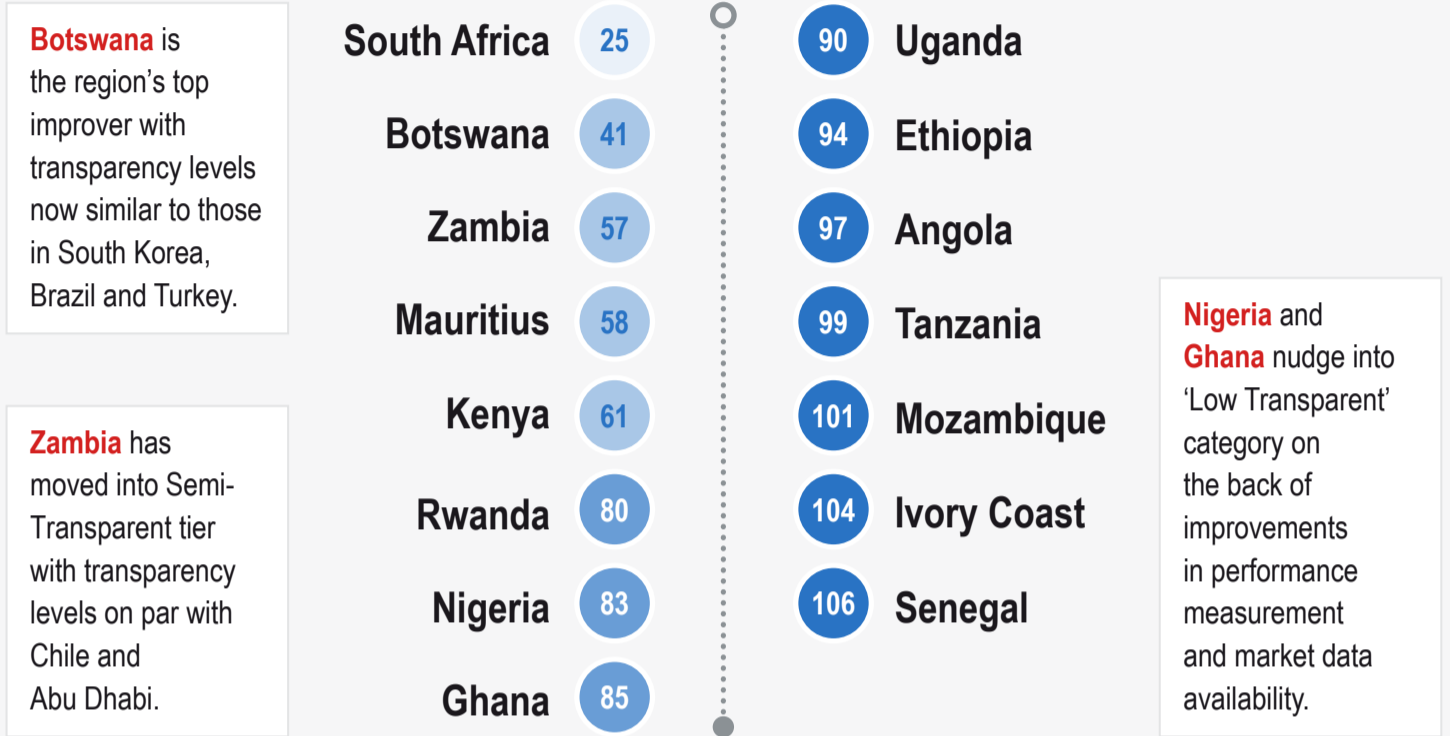 Botswana is
the region's top
improver with
transparency levels
now similar to those
in South Korea,
Brazil and Turkey.
Zambia has
moved into Semi-
Transparent tier
with transparency
levels on par with
Chile and
Abu Dhabi.
South Africa 25
Botswana 41
Zambia 57
Mauritius 58
Kenya 61
Rwanda 80
Nigeria 83
Ghana 85
90 Uganda
94 Ethiopia
97 Angola
99 Tanzania
101 Mozambique
104 Ivory Coast
106 Senegal
Nigeria and
Ghana nudge into
‘Low Transparent’
category on
the back of
improvements
in performance
measurement
and market data
availability.